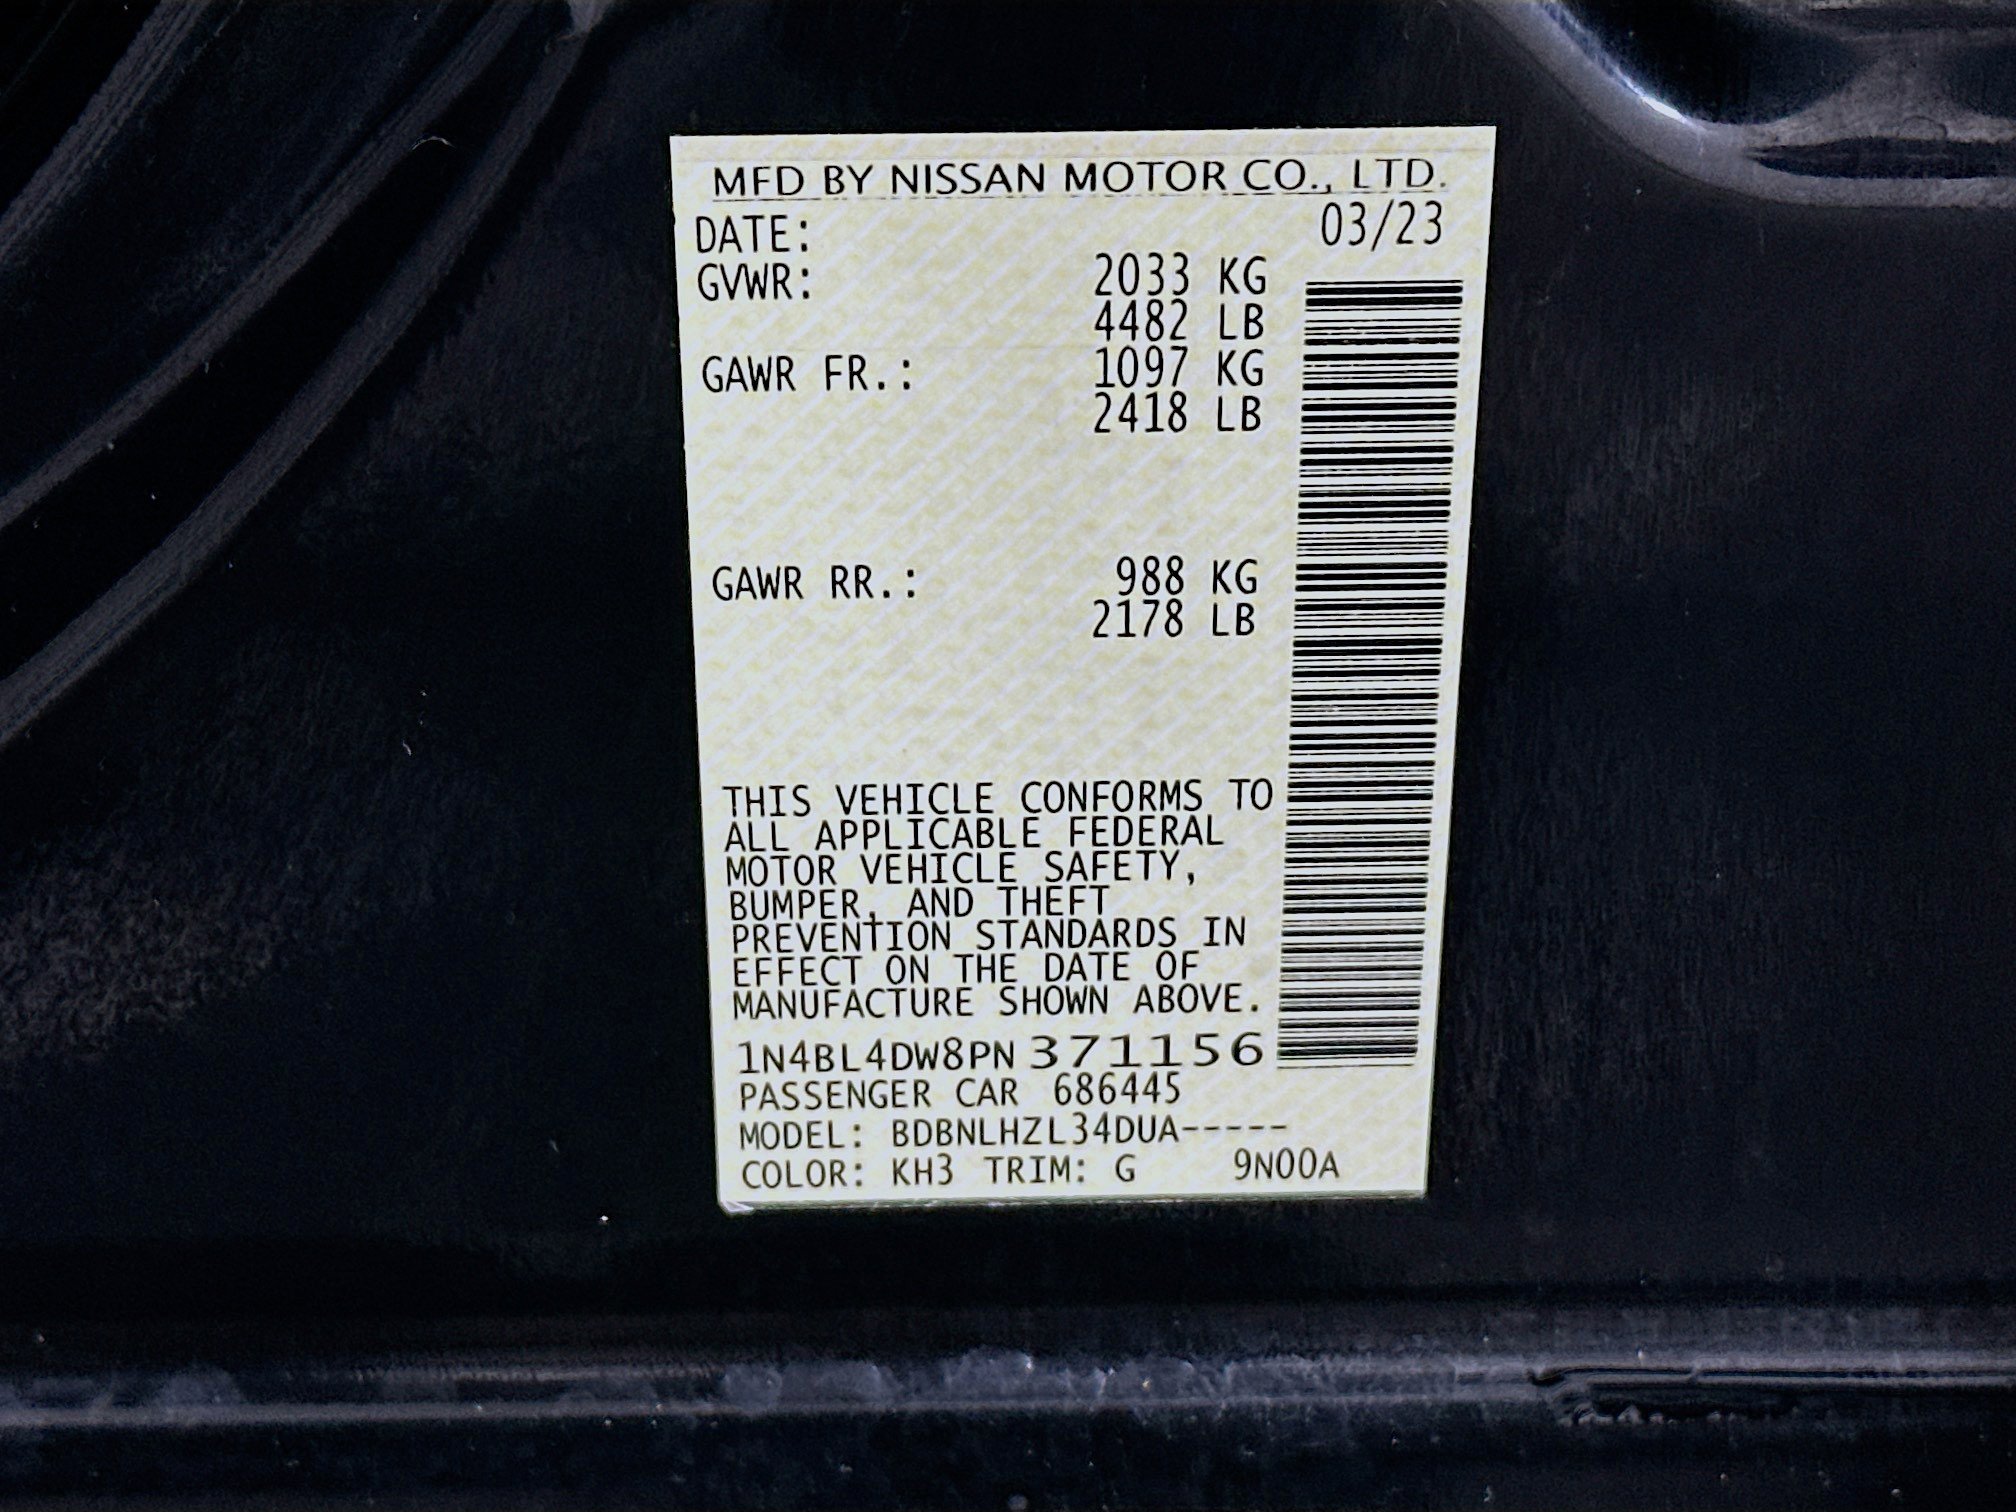 MFD BY NISSAN MOTOR CO., LTD.
DATE: 03/23
GVWR: 2033 KG
4482 LB
GAWR FR.: 1097 KG
2418 LB
GAWR RR.: 988 KG
2178 LB
THIS VEHICLE CONFORMS TO
ALL APPLICABLE FEDERAL
MOTOR VEHICLE SAFETY,
BUMPER, AND THEFT
PREVENTION STANDARDS IN
EFFECT ON THE DATE OF
MANUFACTURE SHOWN ABOVE.
1N4BL4DW8PN371156
PASSENGER CAR 686445
MODEL: BDBNLHZL34DUA-----
COLOR: KH3 TRIM: G 9N00A